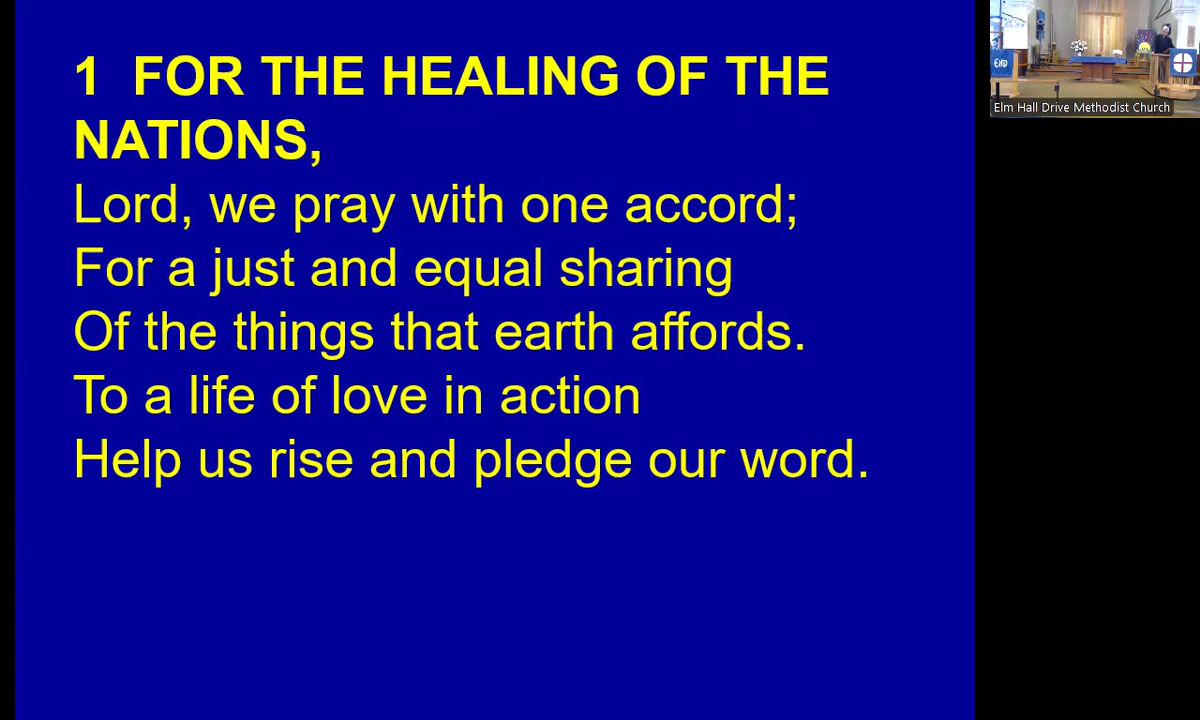 1 FOR THE HEALING OF THE
NATIONS,
Lord, we pray with one accord;
For a just and equal sharing
Of the things that earth affords.
To a life of love in action
Help us rise and pledge our word.
Elm Hall Drive Methodist Church